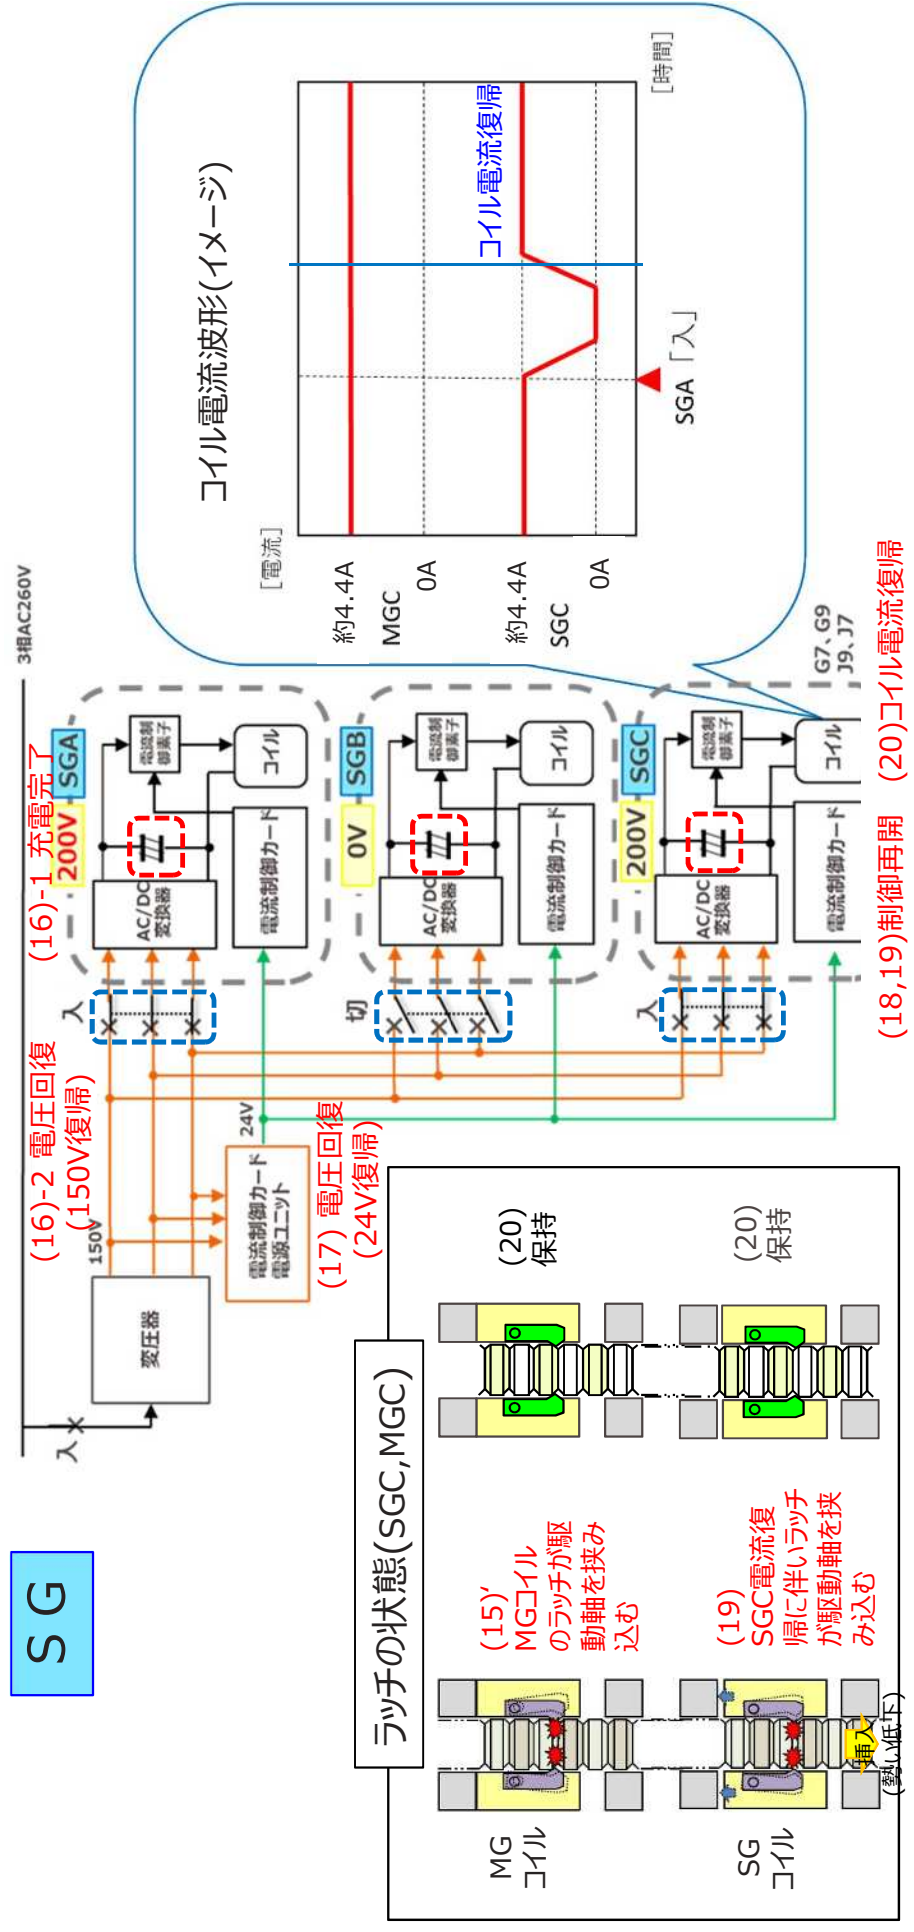 ＳＧ
3相AC260V
入
変圧器
150V
(16)-2 電圧回復
(150V復帰)
(16)-1 充電完了
電流制御カード
電源ユニット
24V
(17) 電圧回復
(24V復帰)
入
200V
SGA
AC/DC
変換器
電流制
御素子
コイル
電流制御カード
切
0V
SGB
AC/DC
変換器
電流制
御素子
コイル
電流制御カード
入
200V
SGC
AC/DC
変換器
電流制
御素子
コイル
電流制御カード
G7、G9
J9、J7
(18,19)制御再開
(20)コイル電流復帰
コイル電流波形(イメージ)
[電流]
約4.4A
MGC
0A
約4.4A
SGC
0A
コイル電流復帰
SGA「入」
[時間]
ラッチの状態(SGC,MGC)
MG
コイル
(15)’
MGコイル
のラッチが駆
動軸を挟み
込む
(20)
保持
SG
コイル
挿入
(勢い低下)
(19)
SGC電流復
帰に伴いラッチ
が駆動軸を挟
み込む
(20)
保持